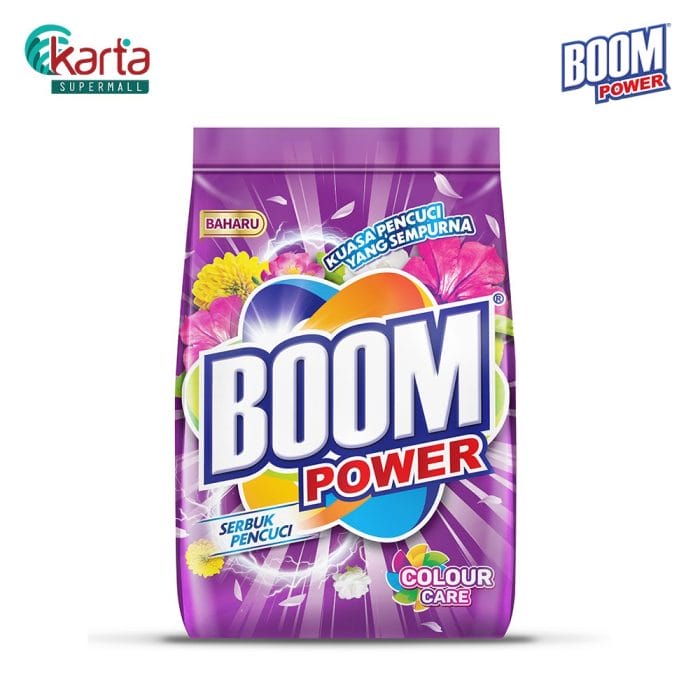 Karta
SUPERMALL
BOOM
POWER
BAHARU
KUASA PENCUCI
YANG SEMPURNA
BOOM®
POWER
SERBUK
PENCUCI
COLOUR
CARE